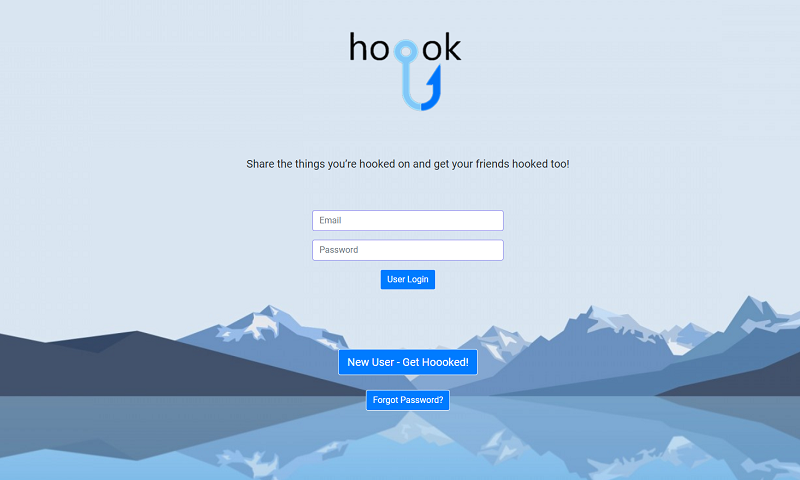 hoook
Share the things you’re hooked on and get your friends hooked too!
Email
Password
User Login
New User - Get Hoooked!
Forgot Password?